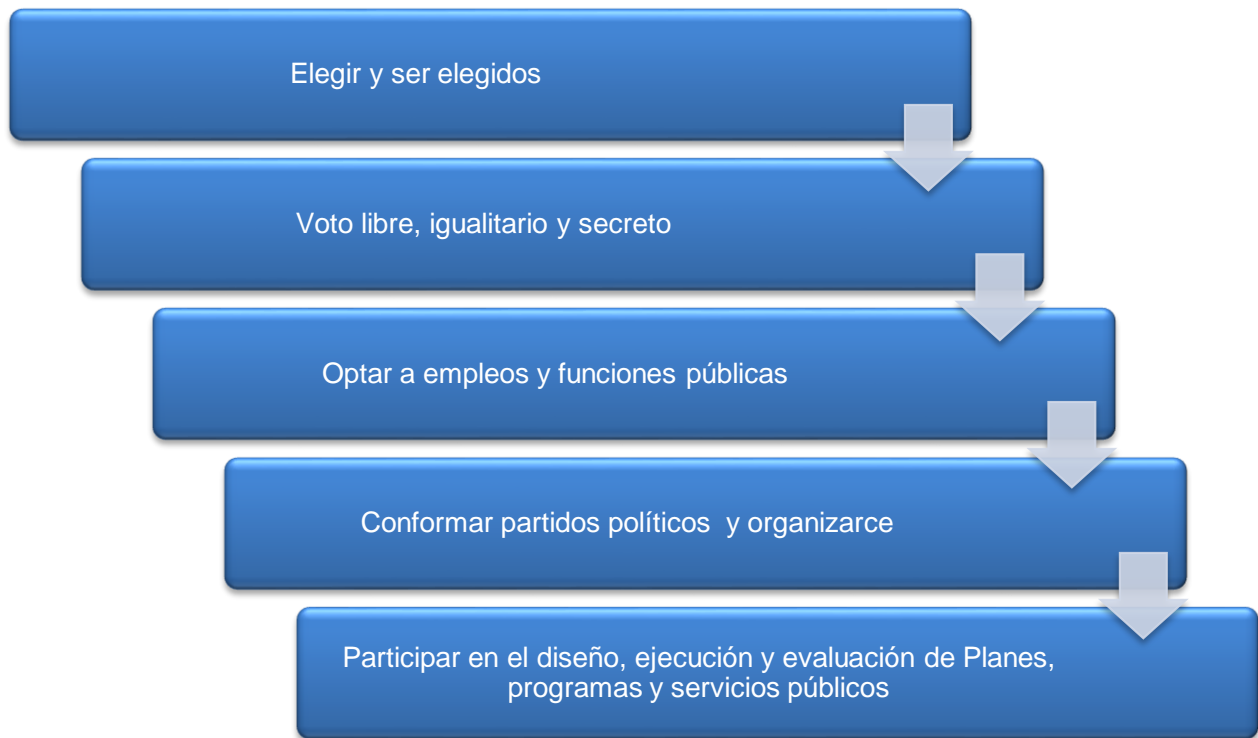 Elegir y ser elegidos
Voto libre, igualitario y secreto
Optar a empleos y funciones públicas
Conformar partidos políticos  y organizarce
Participar en el diseño, ejecución y evaluación de Planes,
programas y servicios públicos